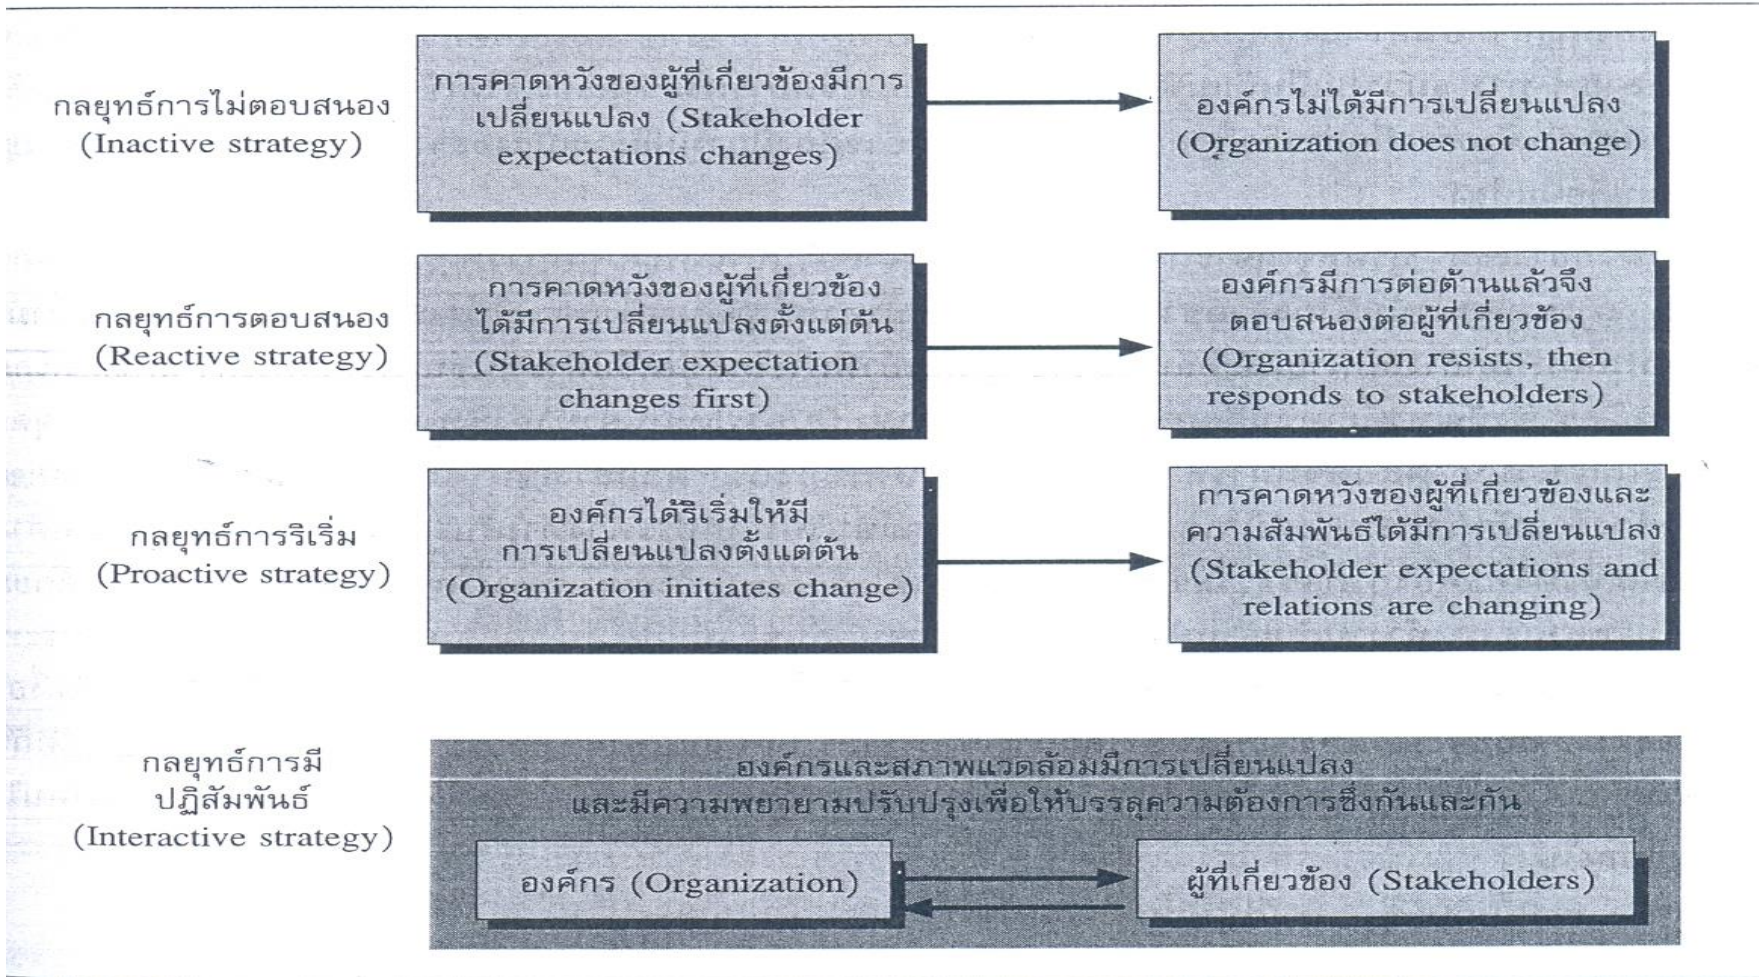 กลยุทธ์การไม่ตอบสนอง
(Inactive strategy)
การคาดหวังของผู้ที่เกี่ยวข้องมีการ
เปลี่ยนแปลง (Stakeholder
expectations changes)
องค์กรไม่ได้มีการเปลี่ยนแปลง
(Organization does not change)
กลยุทธ์การตอบสนอง
(Reactive strategy)
การคาดหวังของผู้ที่เกี่ยวข้อง
ได้มีการเปลี่ยนแปลงตั้งแต่ต้น
(Stakeholder expectation
changes first)
องค์กรมีการต่อต้านแล้วจึง
ตอบสนองต่อผู้ที่เกี่ยวข้อง
(Organization resists, then
responds to stakeholders)
กลยุทธ์การริเริ่ม
(Proactive strategy)
องค์กรได้ริเริ่มให้มี
การเปลี่ยนแปลงตั้งแต่ต้น
(Organization initiates change)
การคาดหวังของผู้ที่เกี่ยวข้องและ
ความสัมพันธ์ได้มีการเปลี่ยนแปลง
(Stakeholder expectations and
relations are changing)
กลยุทธ์การมี
ปฏิสัมพันธ์
(Interactive strategy)
องค์กรและสภาพแวดล้อมมีการเปลี่ยนแปลง
และมีความพยายามปรับปรุงเพื่อให้บรรลุความต้องการซึ่งกันและกัน
องค์กร (Organization)
ผู้ที่เกี่ยวข้อง (Stakeholders)